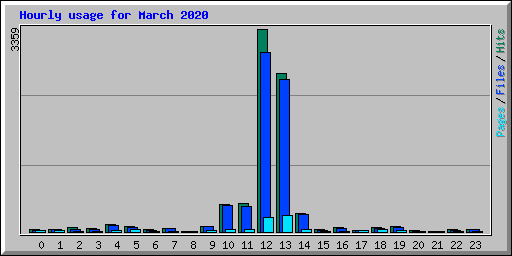 Hourly usage for March 2020
3359
Pages/Files/Hits
0 1 2 3 4 5 6 7 8 9 10 11 12 13 14 15 16 17 18 19 20 21 22 23